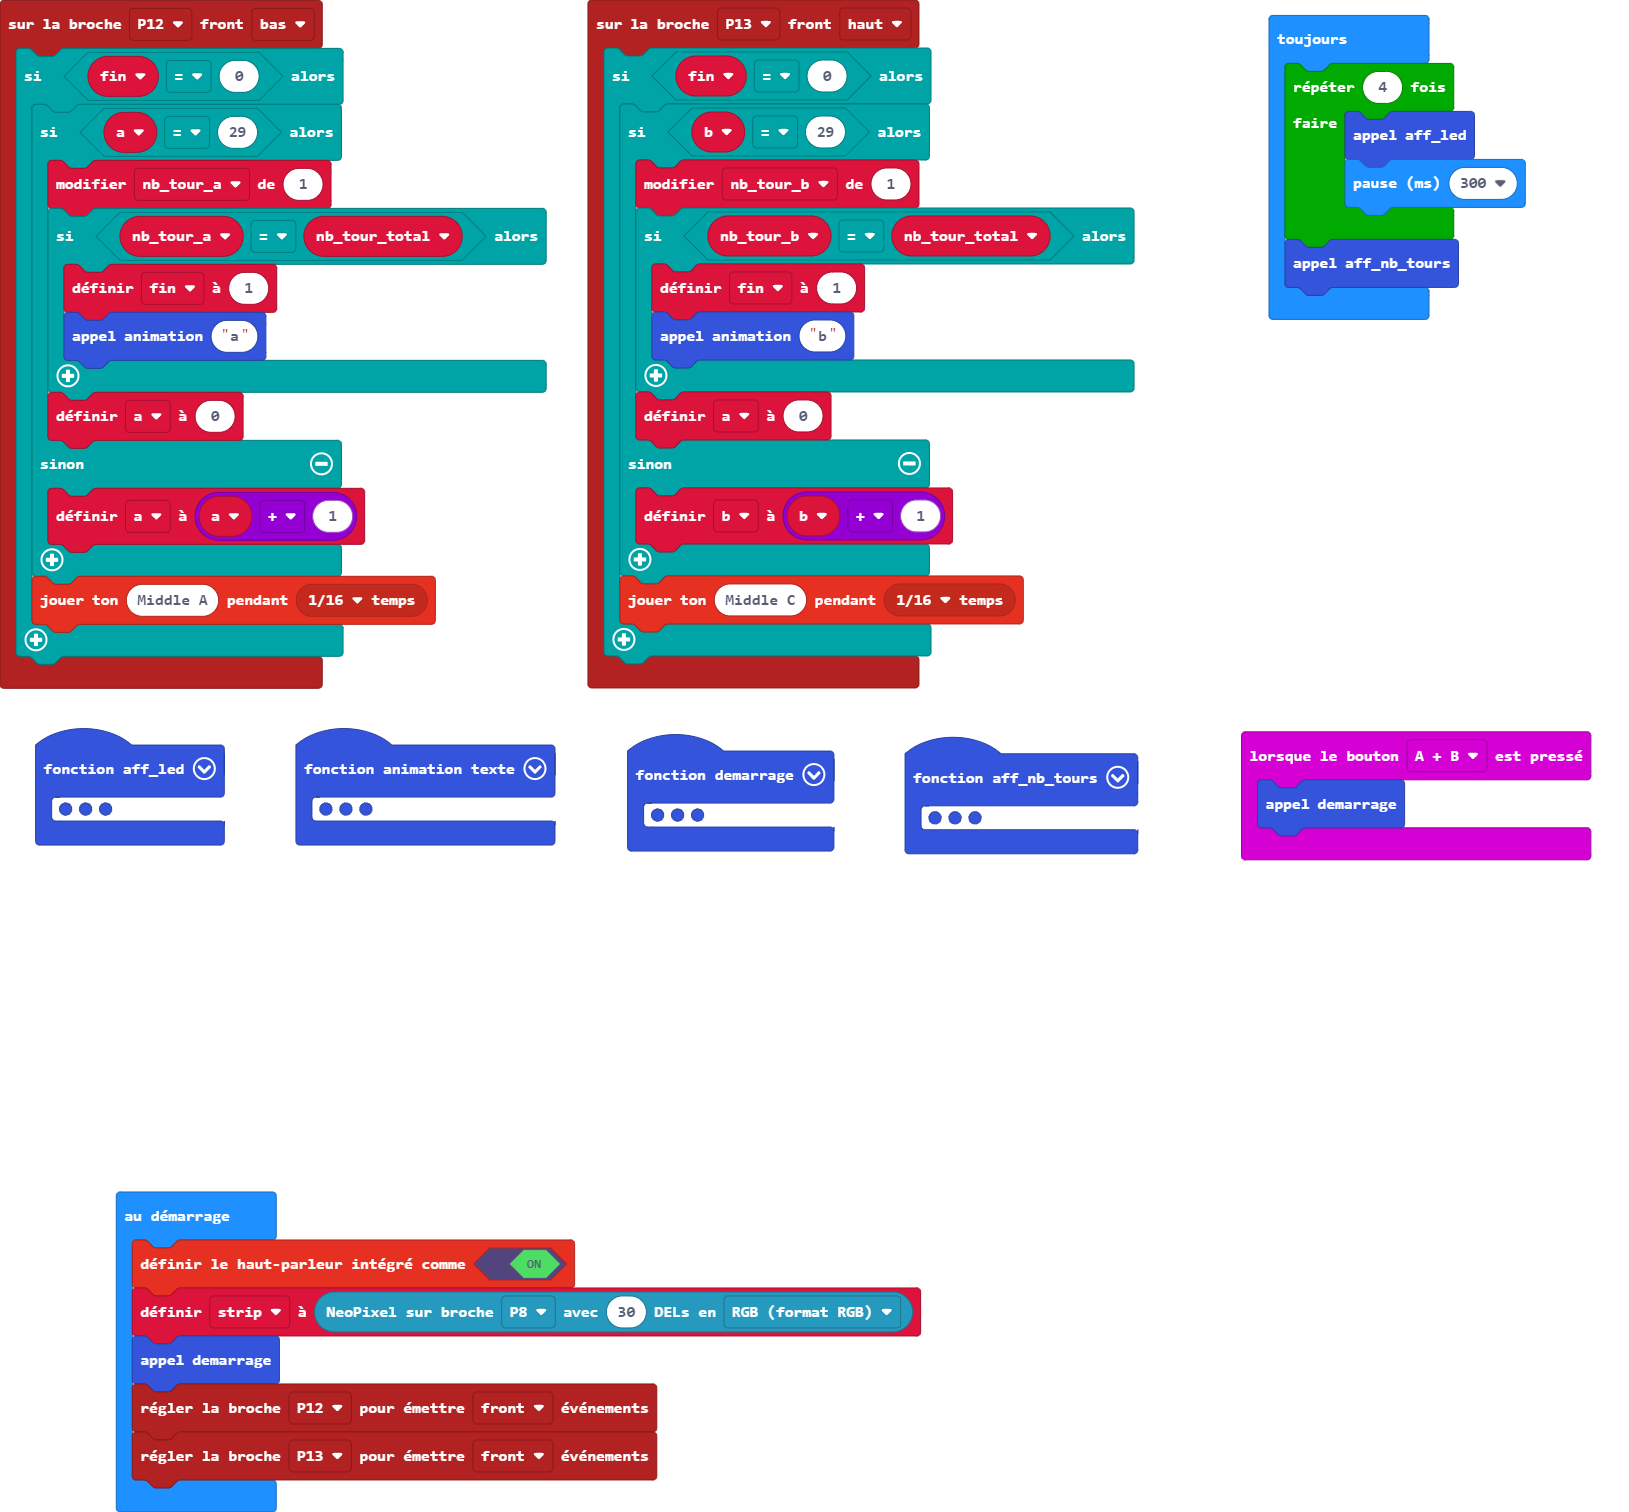 sur la broche P12 front bas
si fin = 0 alors
si a = 29 alors
modifier nb_tour_a de 1
si nb_tour_a = nb_tour_total alors
définir fin à 1
appel animation "a"
définir a à 0
sinon
définir a à a + 1
jouer ton Middle A pendant 1/16 temps
sur la broche P13 front haut
si fin = 0 alors
si b = 29 alors
modifier nb_tour_b de 1
si nb_tour_b = nb_tour_total alors
définir fin à 1
appel animation "b"
définir a à 0
sinon
définir b à b + 1
jouer ton Middle C pendant 1/16 temps
toujours
répéter 4 fois
faire appel aff_led
pause (ms) 300
appel aff_nb_tours
fonction aff_led
fonction animation texte
fonction demarrage
fonction aff_nb_tours
lorsque le bouton A + B est pressé
appel demarrage
au démarrage
définir le haut-parleur intégré comme ON
définir strip à NeoPixel sur broche P8 avec 30 DELs en RGB (format RGB)
appel demarrage
régler la broche P12 pour émettre front événements
régler la broche P13 pour émettre front événements